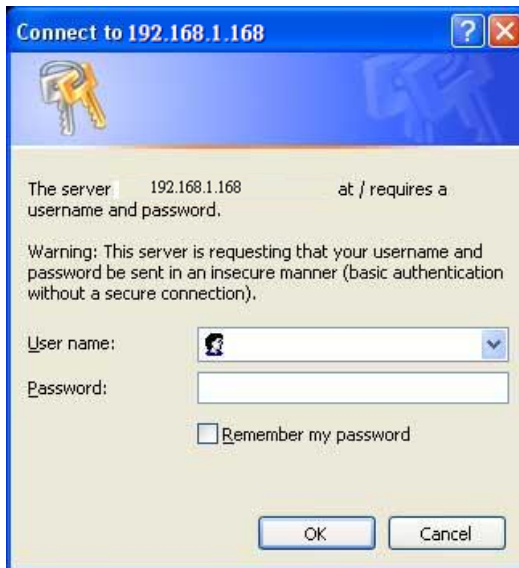 Connect to 192.168.1.168
The server 192.168.1.168 at / requires a
username and password.
Warning: This server is requesting that your username and
password be sent in an insecure manner (basic authentication
without a secure connection).
User name:
Password:
Remember my password
OK Cancel